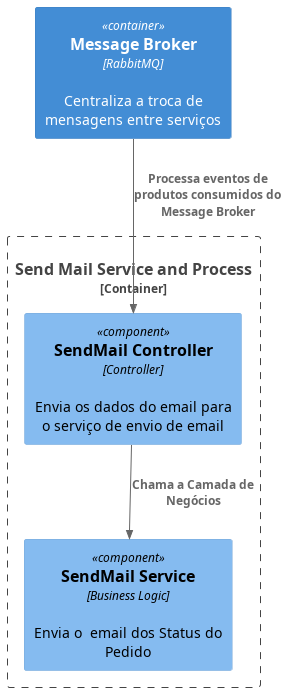 «container»
Message Broker
[RabbitMQ]
Centraliza a troca de
mensagens entre serviços
Processa eventos de
produtos consumidos do
Message Broker
Send Mail Service and Process
[Container]
«component»
SendMail Controller
[Controller]
Envia os dados do email para
o serviço de envio de email
Chama a Camada de
Negócios
«component»
SendMail Service
[Business Logic]
Envia o  email dos Status do
Pedido